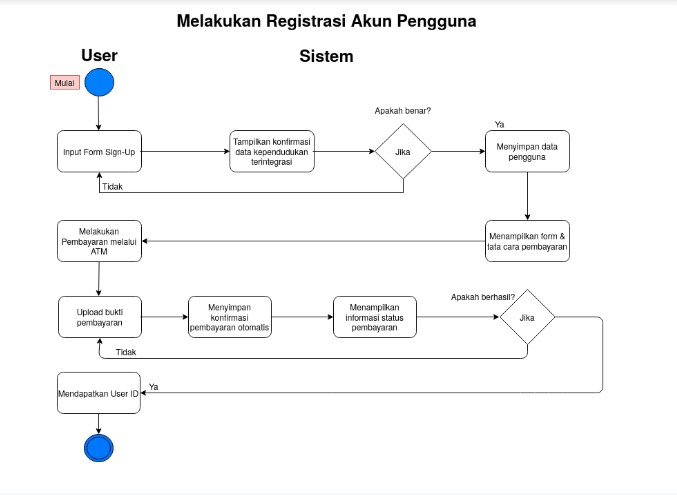 Melakukan Registrasi Akun Pengguna
User
Sistem
Mulai
Apakah benar?
Ya
Input Form Sign-Up
Tampilkan konfirmasi
data kependudukan
terintegrasi
Jika
Menyimpan data
pengguna
Tidak
Melakukan
Pembayaran melalui
ATM
Menampilkan form &
tata cara pembayaran
Upload bukti
pembayaran
Menyimpan
konfirmasi
pembayaran otomatis
Menampilkan
informasi status
pembayaran
Apakah berhasil?
Jika
Tidak
Mendapatkan User ID
Ya